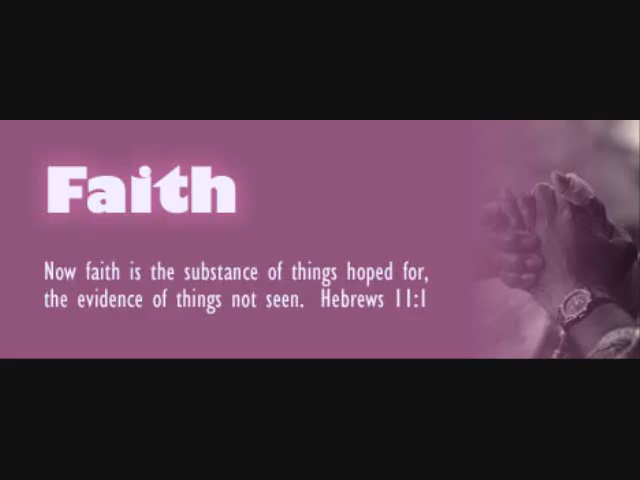 Faith
Now faith is the substance of things hoped for,
the evidence of things not seen.  Hebrews 11:1